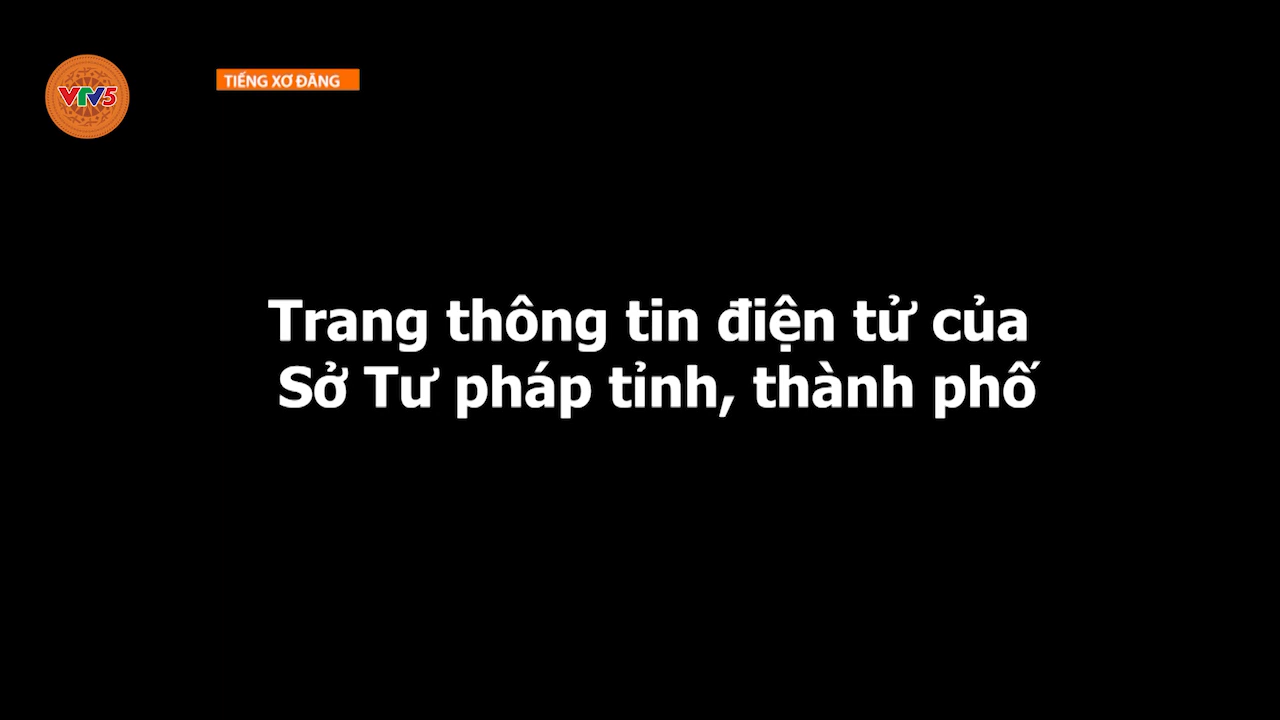 VTV5
TIẾNG XƠ ĐĂNG
Trang thông tin điện tử của
Sở Tư pháp tỉnh, thành phố